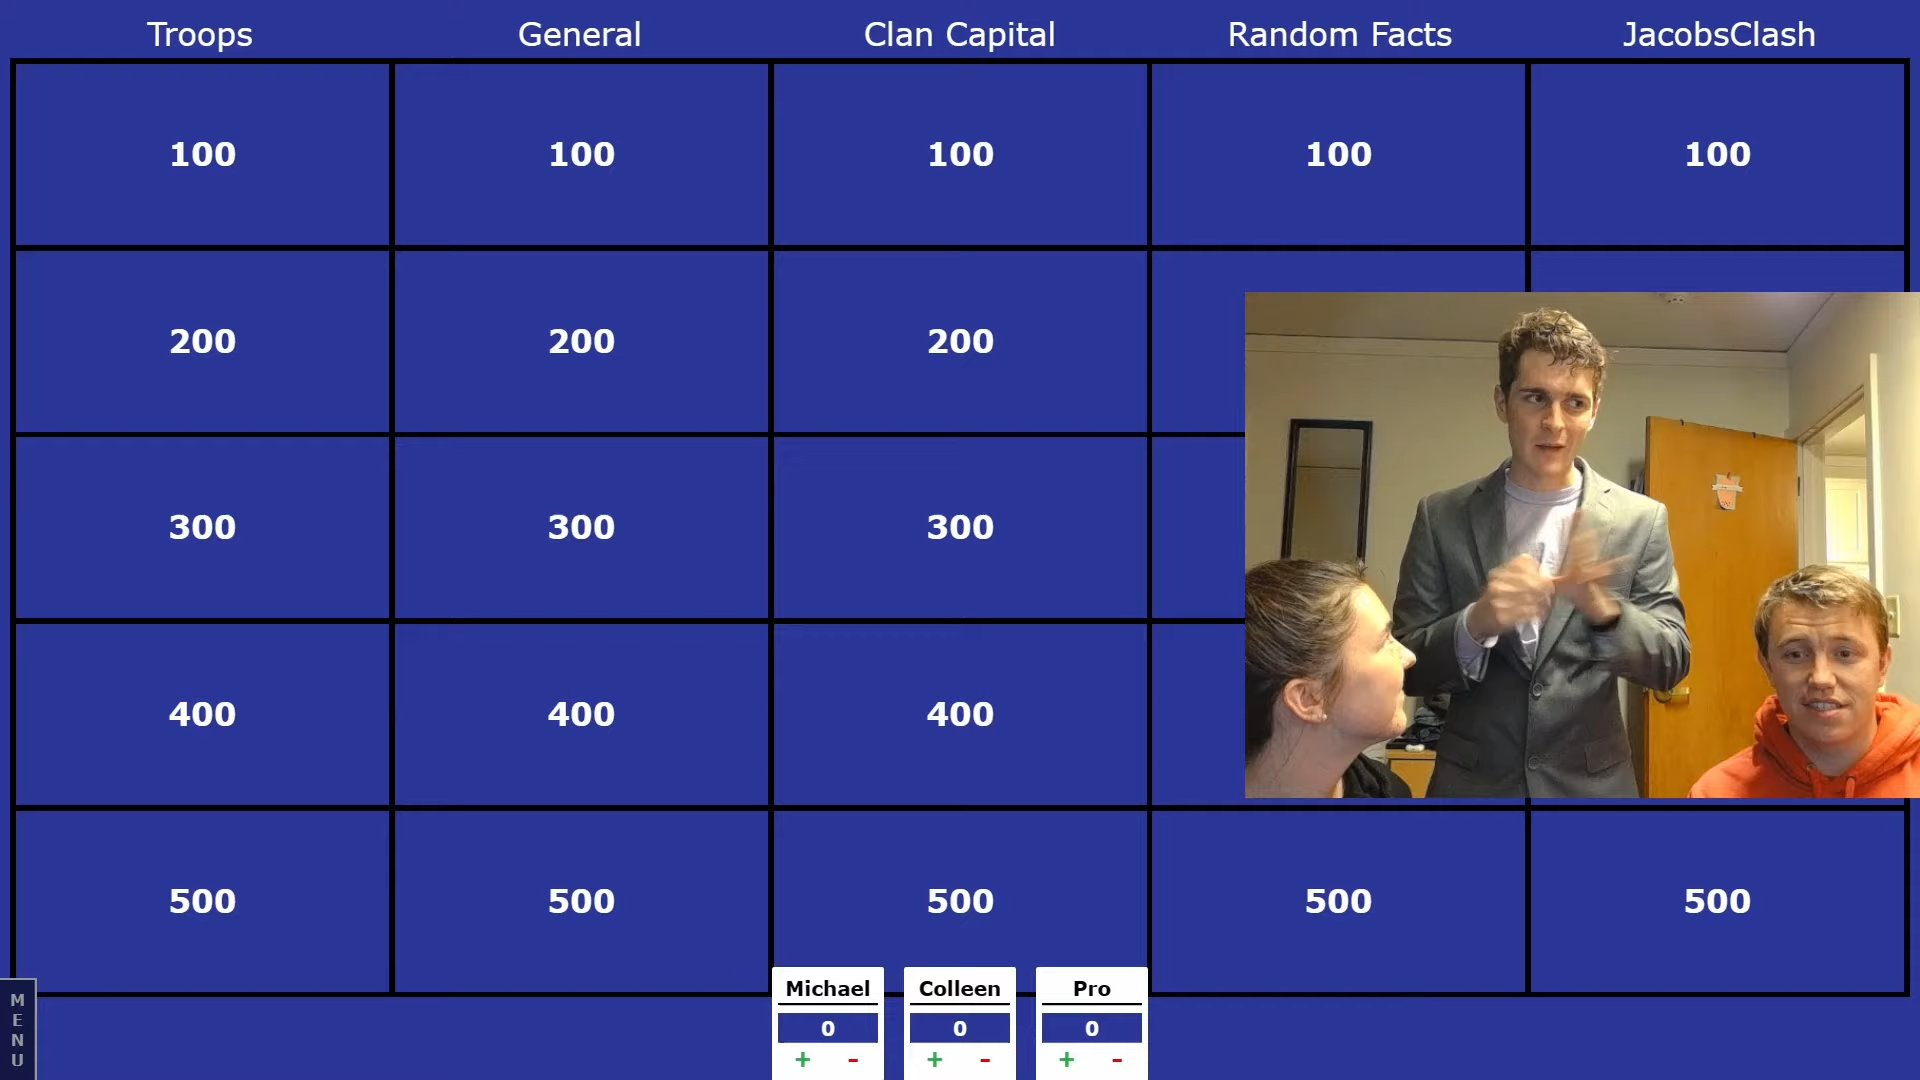 Troops General Clan Capital Random Facts JacobsClash
100 100 100 100 100
200 200 200
300 300 300
400 400 400
500 500 500 500 500
MENU
Michael Colleen Pro
0 0 0
+ - + - + -